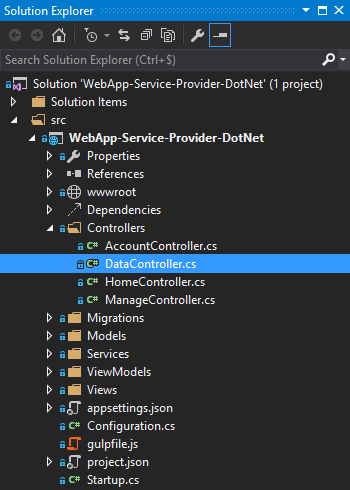 Solution Explorer
Search Solution Explorer (Ctrl+$)
Solution 'WebApp-Service-Provider-DotNet' (1 project)
Solution Items
src
WebApp-Service-Provider-DotNet
Properties
References
wwwroot
Dependencies
Controllers
C# AccountController.cs
C# DataController.cs
C# HomeController.cs
C# ManageController.cs
Migrations
Models
Services
ViewModels
Views
appsettings.json
C# Configuration.cs
gulpfile.js
project.json
C# Startup.cs